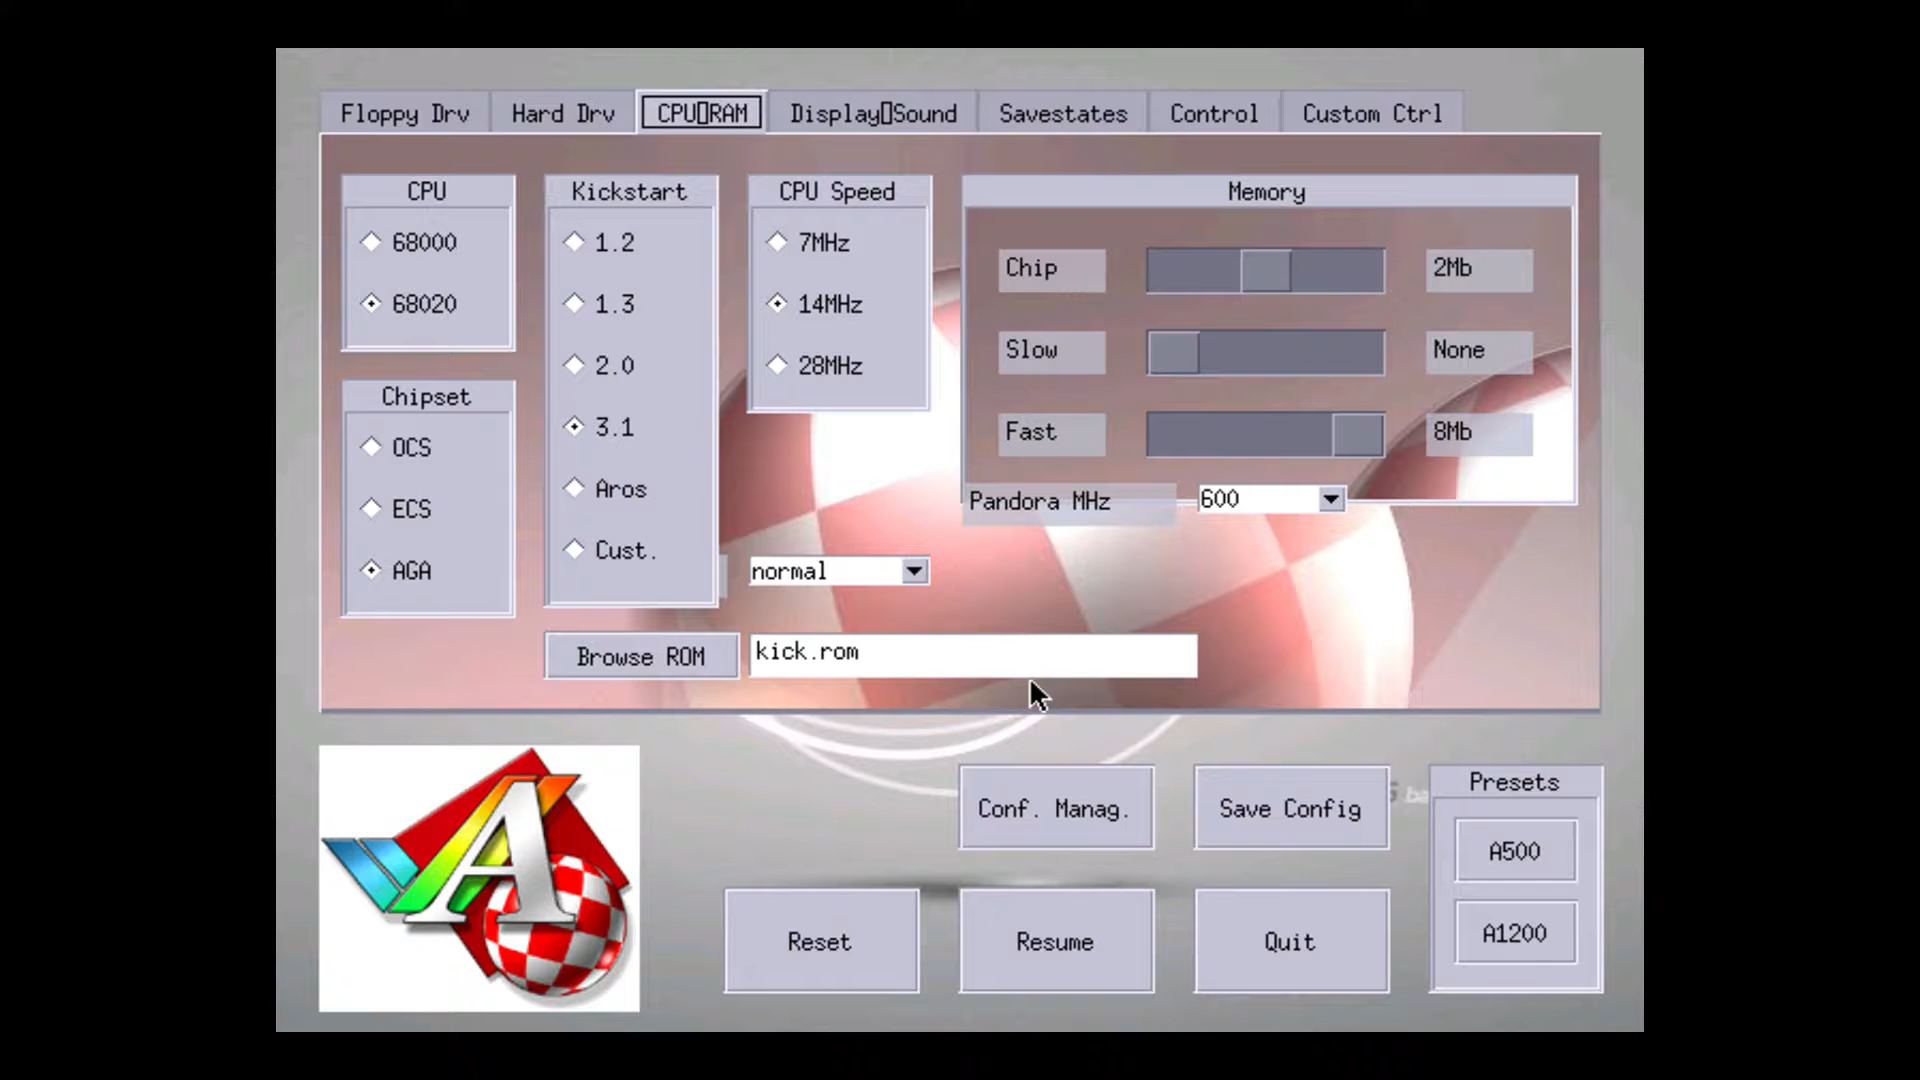 Floppy Drv Hard Drv CPU▯RAM Display▯Sound Savestates Control Custom Ctrl
CPU
68000
68020
Chipset
OCS
ECS
AGA
Kickstart
1.2
1.3
2.0
3.1
Aros
Cust.
CPU Speed
7MHz
14MHz
28MHz
normal
Memory
Chip 2Mb
Slow None
Fast 8Mb
Pandora MHz 600
Browse ROM kick.rom
A
Conf. Manag. Save Config
Reset Resume Quit
Presets
A500
A1200